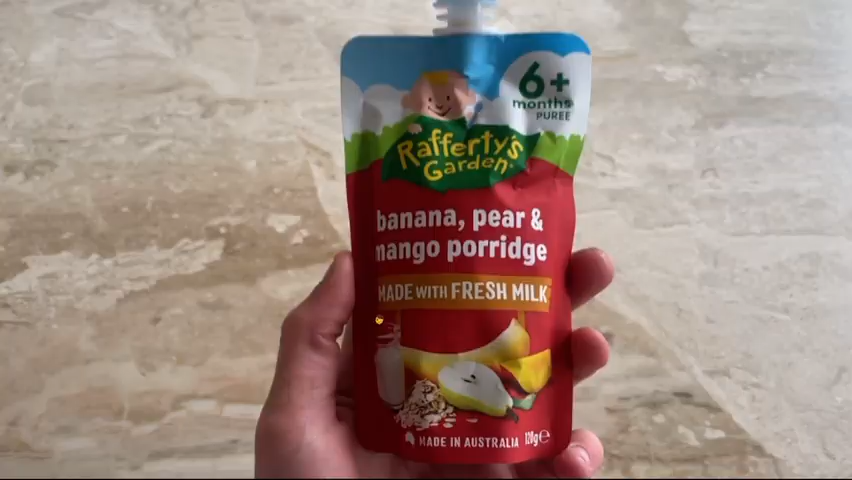 6+
months
PUREE
Rafferty's
Garden
banana, pear &
mango porridge
MADE WITH FRESH MILK
MADE IN AUSTRALIA 120g e